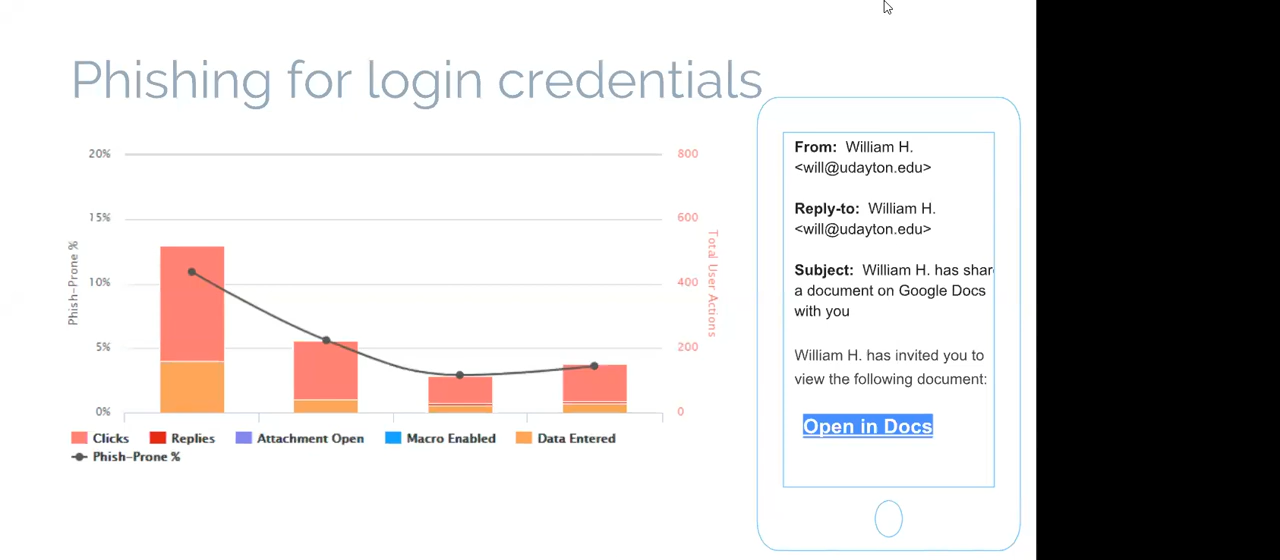 Phishing for login credentials
20%
15%
10%
5%
0%
Phish-Prone %
800
600
400
200
0
Total User Actions
Clicks
Replies
Attachment Open
Macro Enabled
Data Entered
Phish-Prone %
From: William H.
<will@udayton.edu>
Reply-to: William H.
<will@udayton.edu>
Subject: William H. has shar
a document on Google Docs
with you
William H. has invited you to
view the following document:
Open in Docs